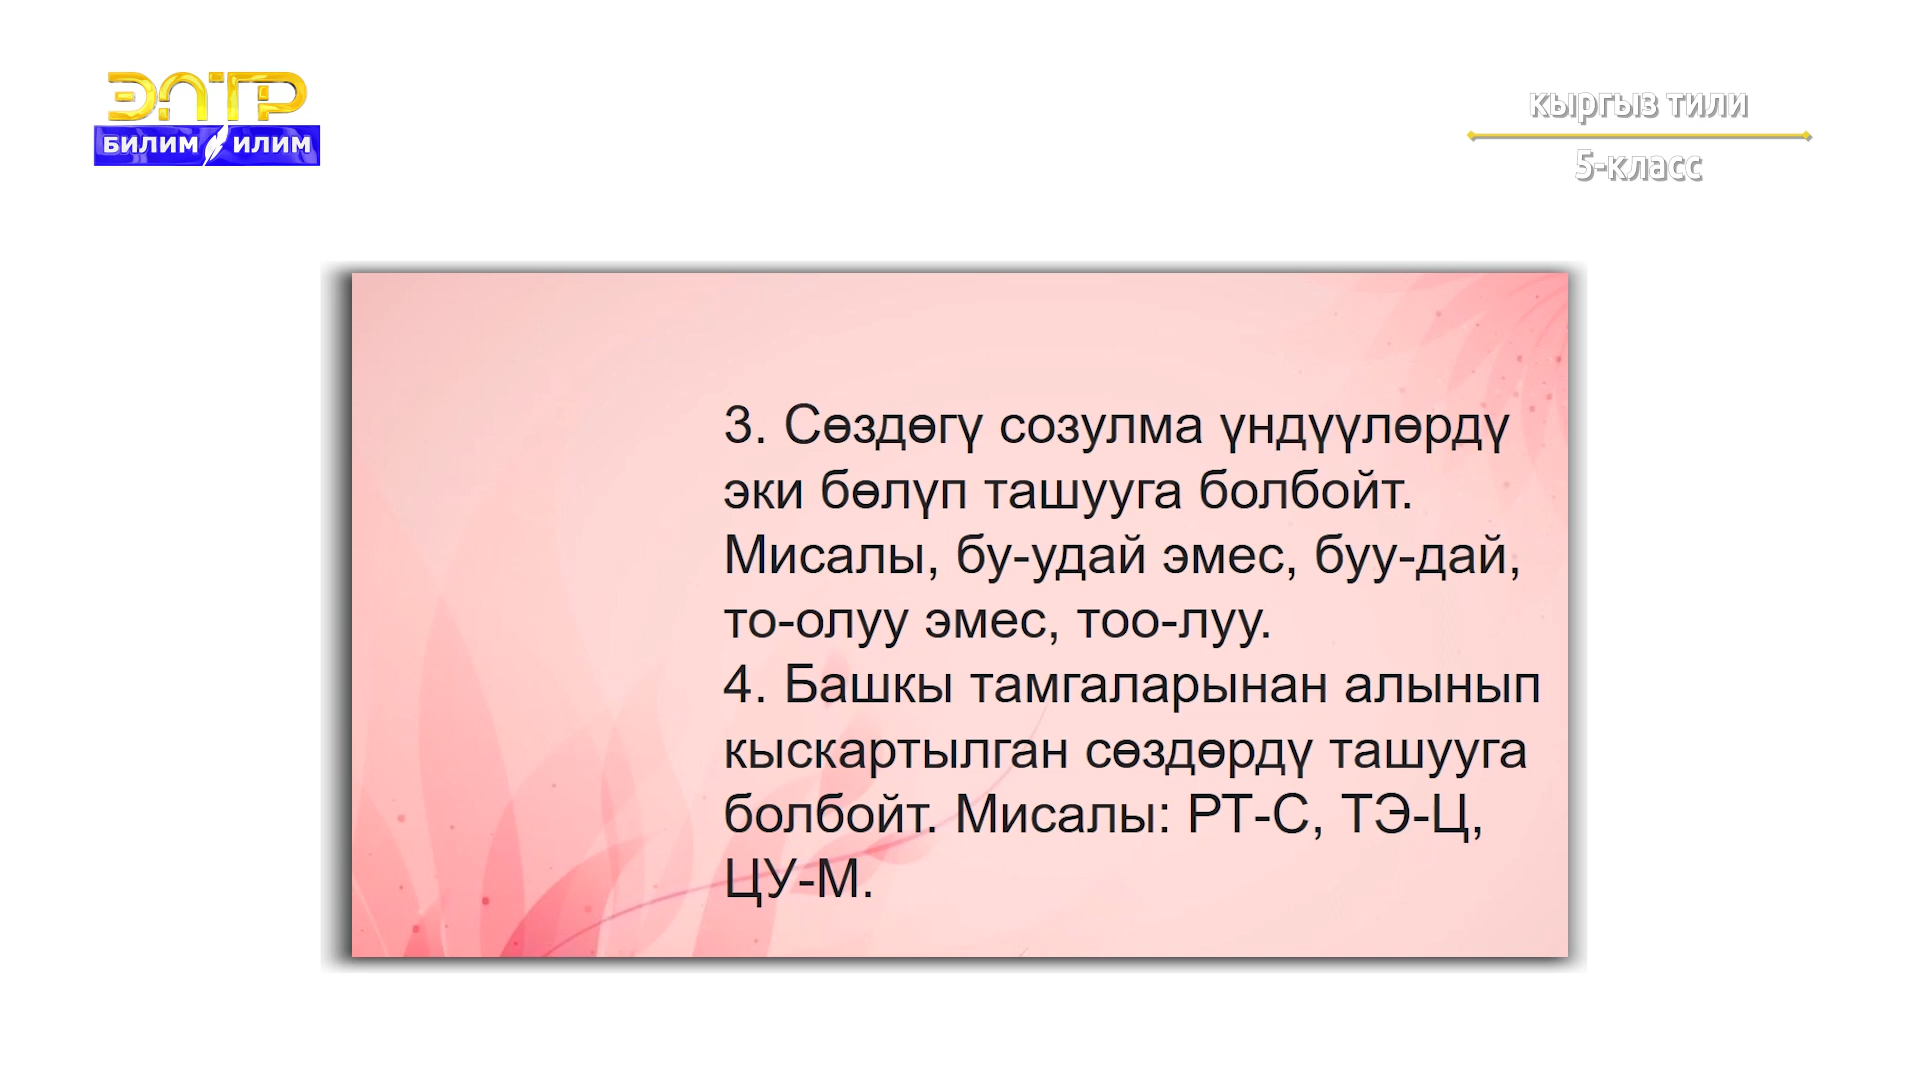 ЭЛТР
БИЛИМ ИЛИМ
кыргыз тили
5-класс
3. Сөздөгү созулма үндүүлөрдү
эки бөлүп ташууга болбойт.
Мисалы, бу-удай эмес, буу-дай,
то-олуу эмес, тоо-луу.
4. Башкы тамгаларынан алынып
кыскартылган сөздөрдү ташууга
болбойт. Мисалы: РТ-С, ТЭ-Ц,
ЦУ-М.